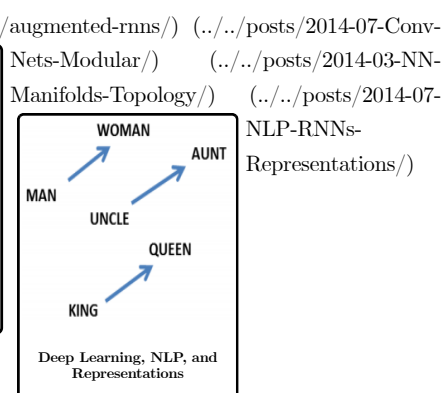 /augmented-rnns/) (../../posts/2014-07-Conv-
Nets-Modular/) (../../posts/2014-03-NN-
Manifolds-Topology/) (../../posts/2014-07-
NLP-RNNs-
Representations/)
WOMAN
AUNT
MAN
UNCLE
QUEEN
KING
Deep Learning, NLP, and
Representations